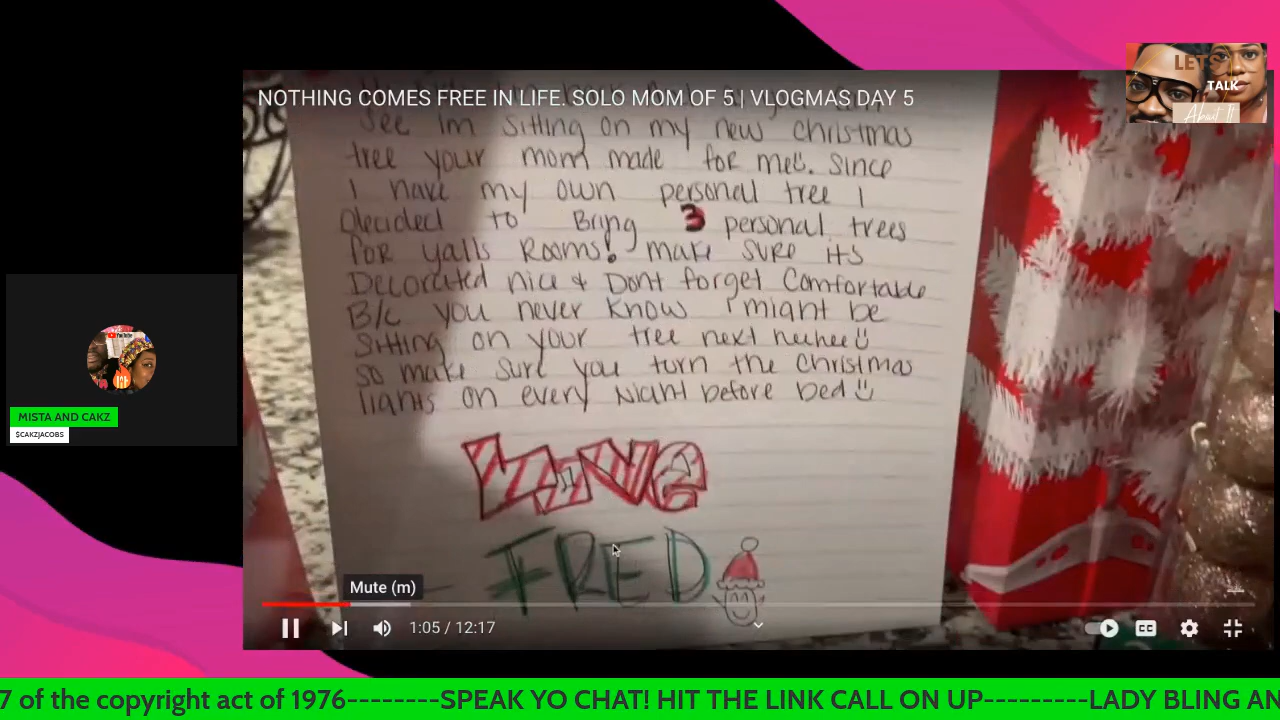 NOTHING COMES FREE IN LIFE. SOLO MOM OF 5 | VLOGMAS DAY 5
LETS
TALK
About It
See im sitting on my new christmas
tree your mom made for me. Since
I have my own personal tree I
Decided to Bring 3 personal trees
for yalls Rooms! make sure its
Decorated nice & Dont forget Comfortable
B/c you never know I might be
sitting on your tree next
so make sure you turn the Christmas
lights on every Night before bed
Love
FRED
MISTA AND CAKZ
$CAKZJACOBS
Mute (m)
1:05 / 12:17
CC
7 of the copyright act of 1976--------SPEAK YO CHAT! HIT THE LINK CALL ON UP---------LADY BLING AN